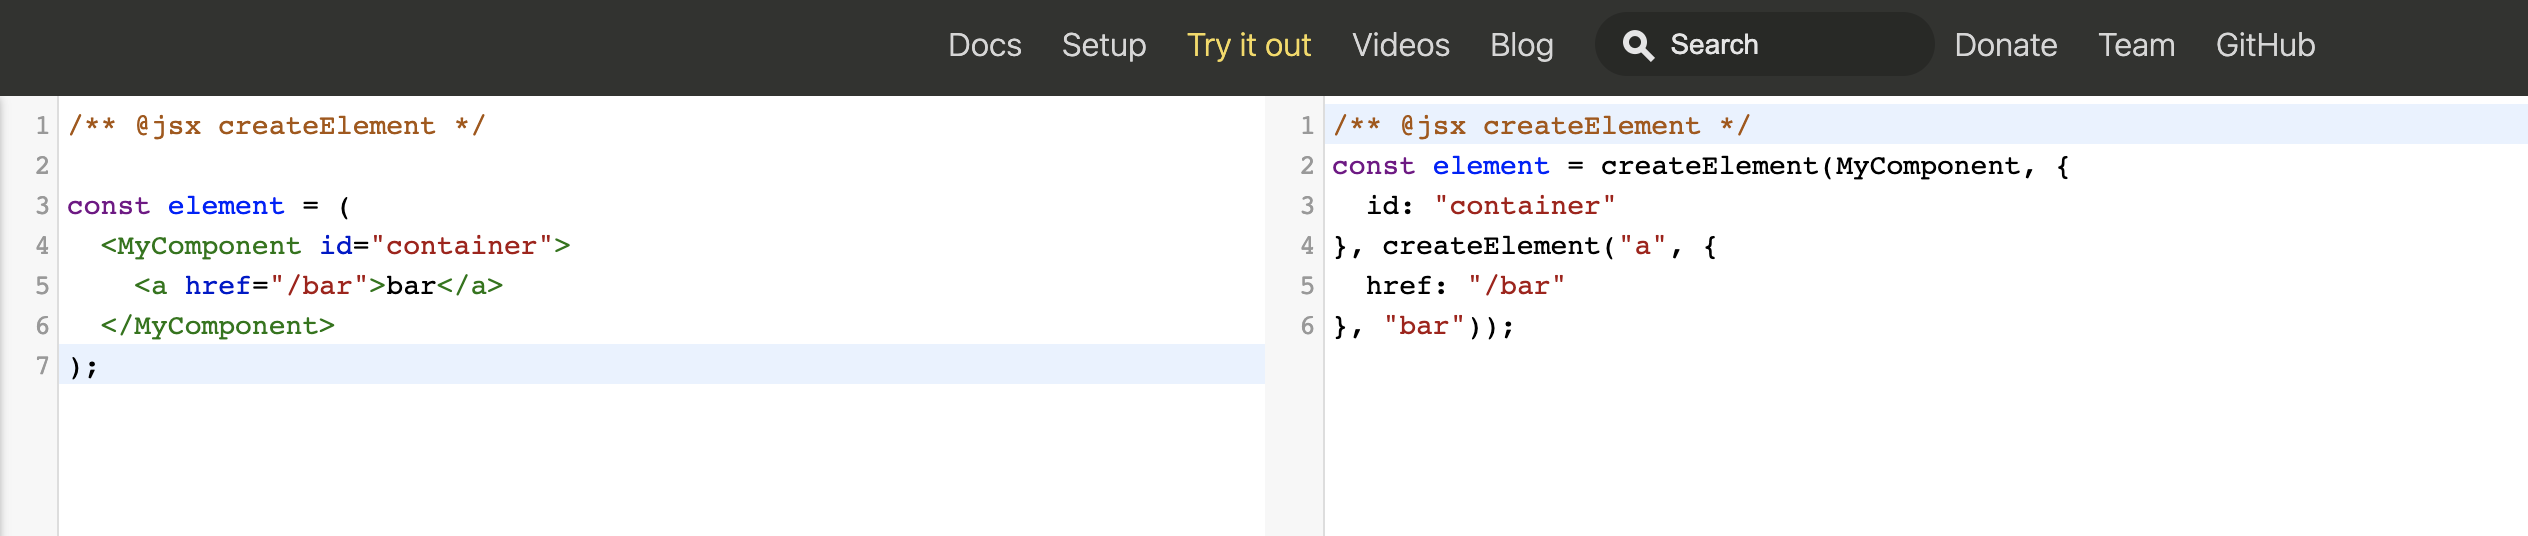 Docs Setup Try it out Videos Blog Search Donate Team GitHub
1 /** @jsx createElement */
2
3 const element = (
4   <MyComponent id="container">
5     <a href="/bar">bar</a>
6   </MyComponent>
7 );
1 /** @jsx createElement */
2 const element = createElement(MyComponent, {
3   id: "container"
4 }, createElement("a", {
5   href: "/bar"
6 }, "bar"));